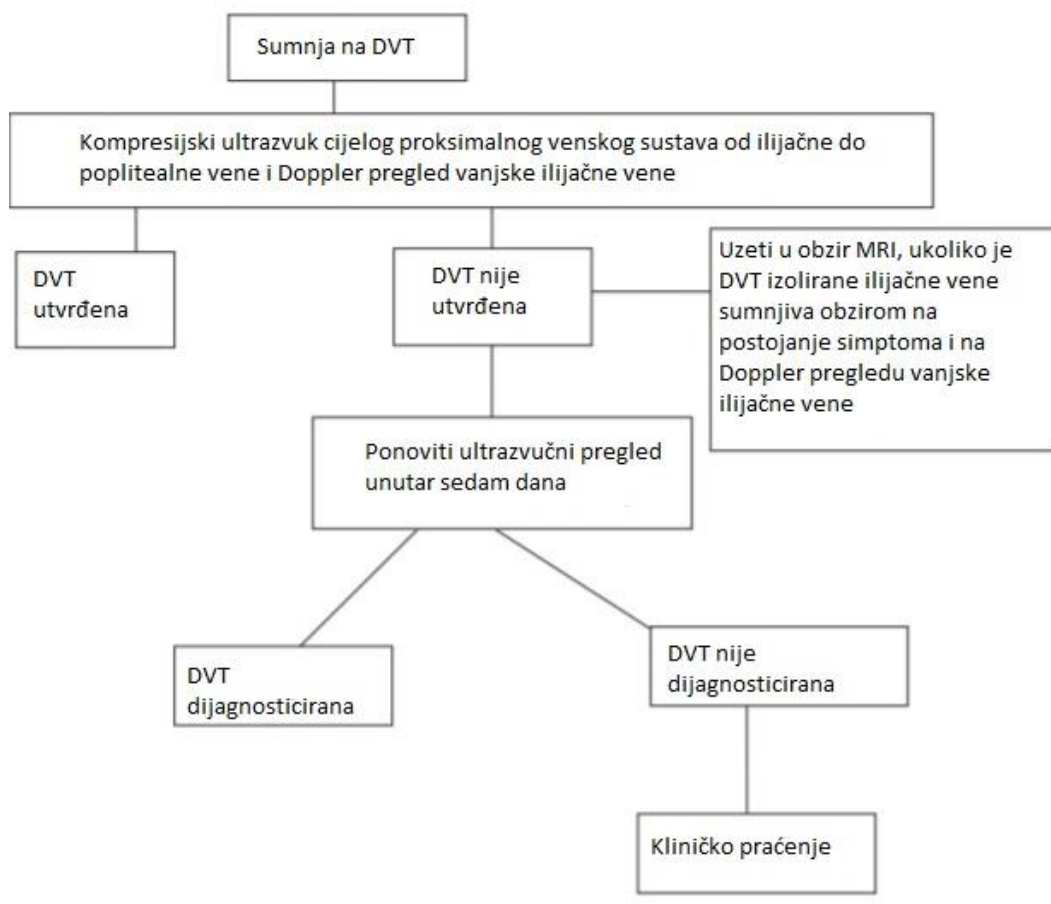 Sumnja na DVT
Kompresijski ultrazvuk cijelog proksimalnog venskog sustava od ilijačne do
poplitealne vene i Doppler pregled vanjske ilijačne vene
DVT
utvrđena
DVT nije
utvrđena
Uzeti u obzir MRI, ukoliko je
DVT izolirane ilijačne vene
sumnjiva obzirom na
postojanje simptoma i na
Doppler pregledu vanjske
ilijačne vene
Ponoviti ultrazvučni pregled
unutar sedam dana
DVT
dijagnosticirana
DVT nije
dijagnosticirana
Kliničko praćenje